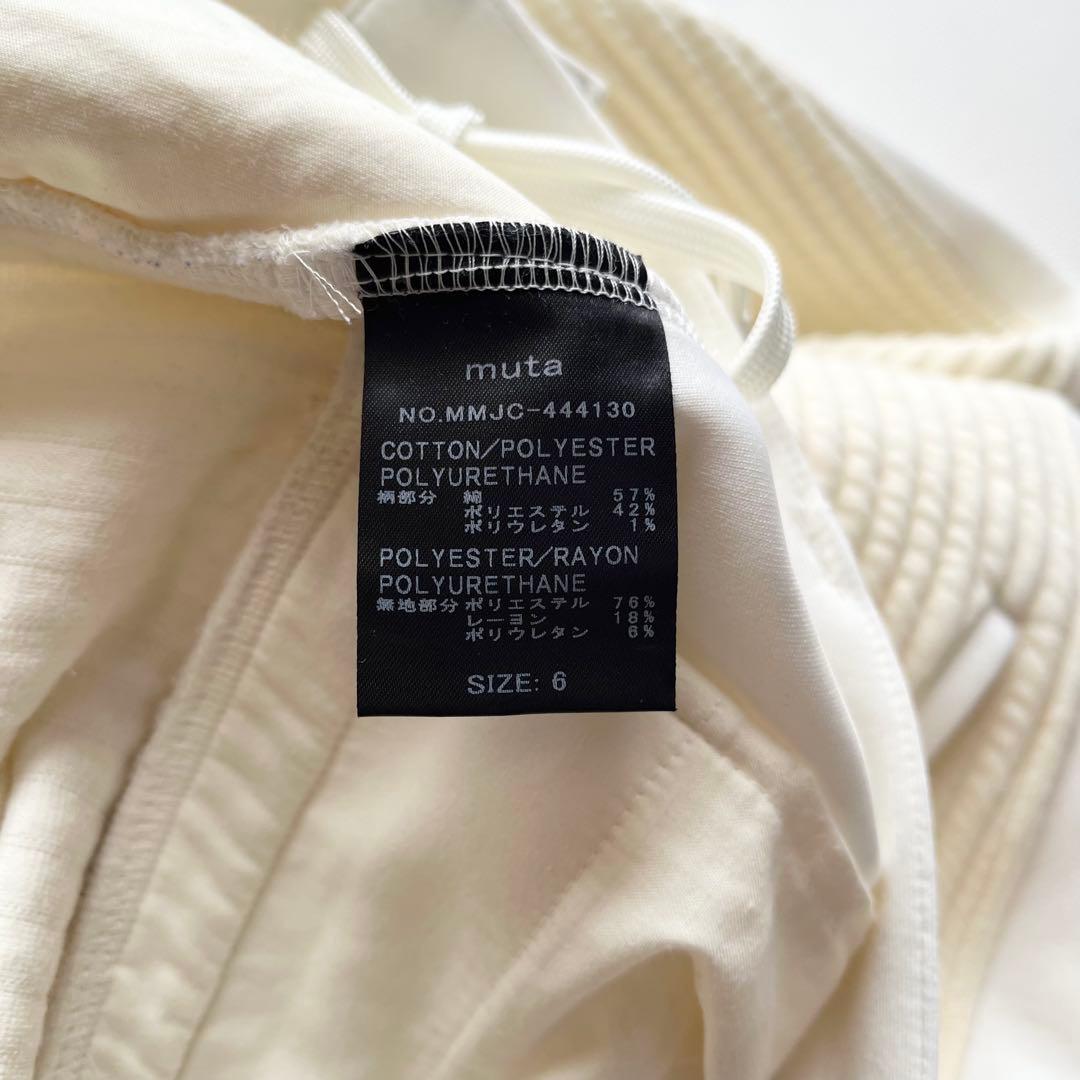 muta
NO.MMJC-444130
COTTON/POLYESTER
POLYURETHANE
柄部分 綿 57%
ポリエステル 42%
ポリウレタン 1%
POLYESTER/RAYON
POLYURETHANE
無地部分 ポリエステル 76%
レーヨン 18%
ポリウレタン 6%
SIZE: 6